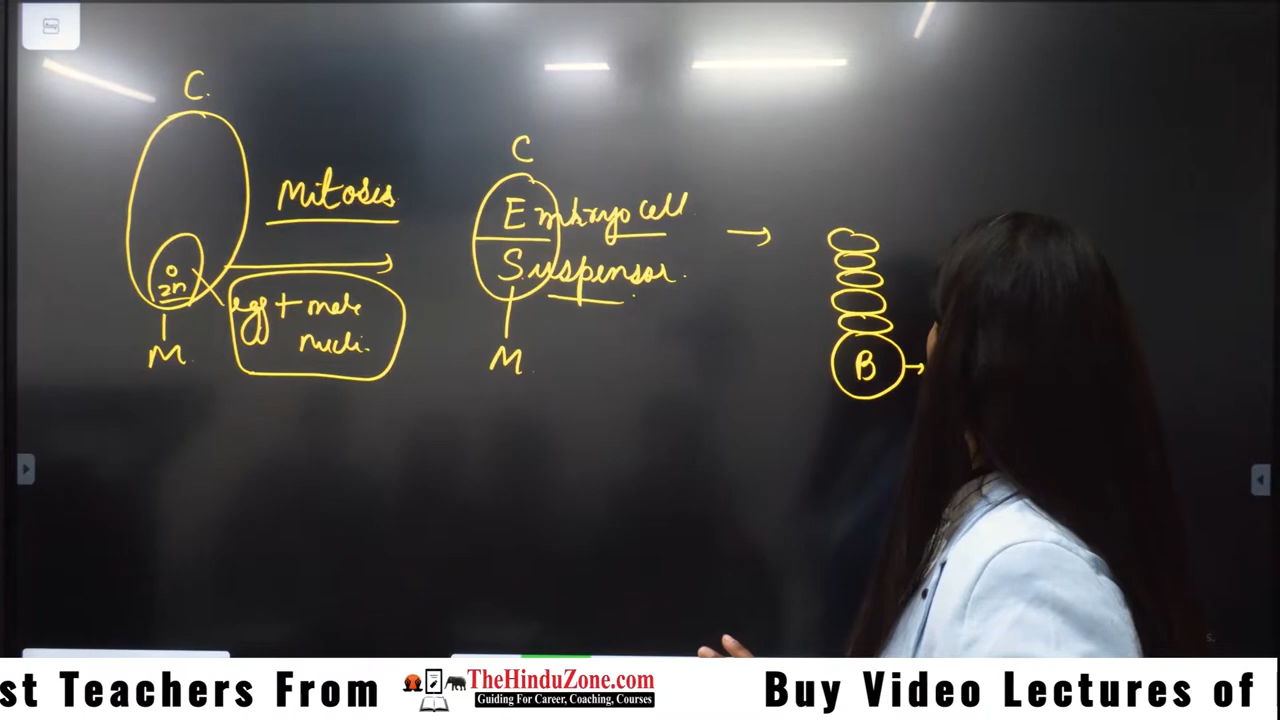 C.
2n
M.
Mitosis
egg + male
nuclei.
C
Embryo cell
Suspensor.
M.
B
st Teachers From
TheHinduZone.com
Guiding For Career, Coaching, Courses
Buy Video Lectures of